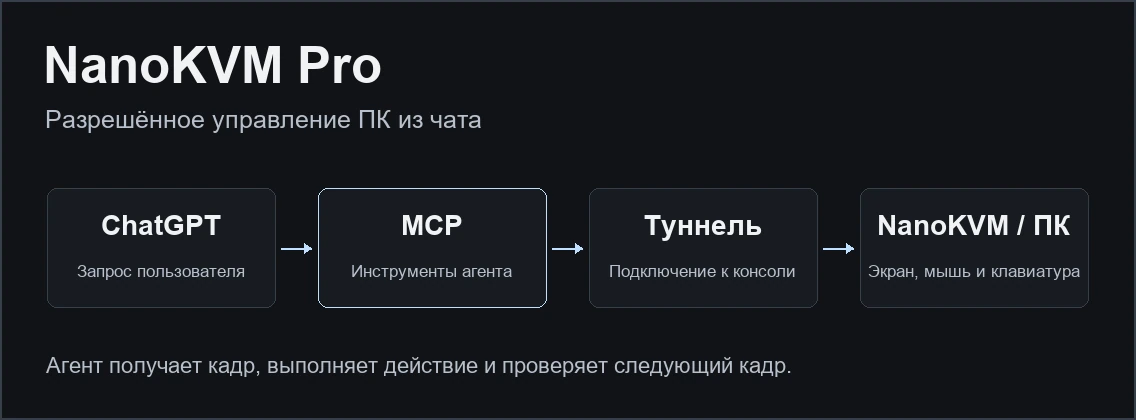 NanoKVM Pro
Разрешённое управление ПК из чата
ChatGPT
Запрос пользователя
MCP
Инструменты агента
Туннель
Подключение к консоли
NanoKVM / ПК
Экран, мышь и клавиатура
Агент получает кадр, выполняет действие и проверяет следующий кадр.